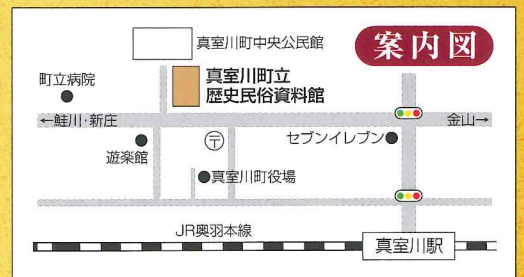 案内図
真室川町中央公民館
真室川町立
歴史民俗資料館
町立病院
←鮭川·新庄
金山→
遊楽館
〒
セブンイレブン
真室川町役場
JR奥羽本線
真室川駅